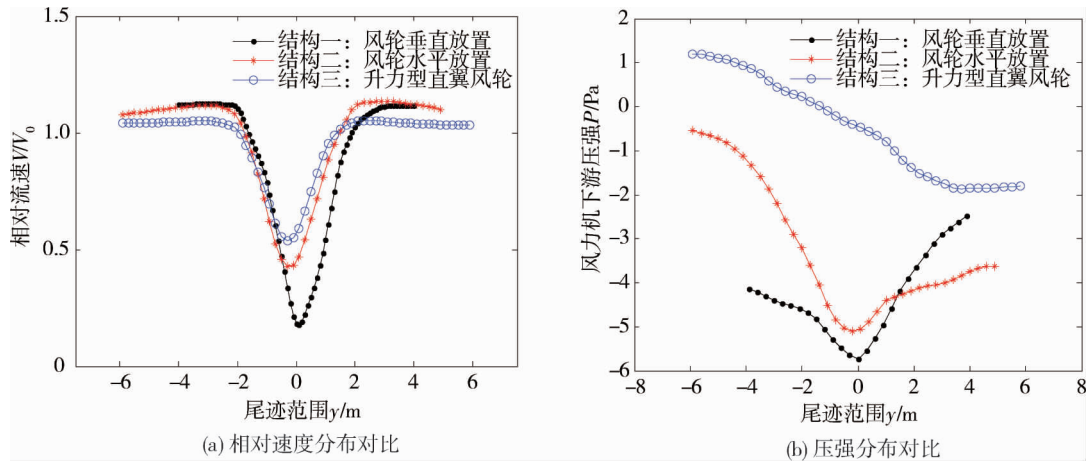 1.5
1.0
0.5
0
−6
−4
−2
0
2
4
6
相对流速V/V₀
结构一：风轮垂直放置
结构二：风轮水平放置
结构三：升力型直翼风轮
尾迹范围y/m
(a) 相对速度分布对比
2
1
0
−1
−2
−3
−4
−5
−6
−8
−6
−4
−2
0
2
4
6
8
风力机下游压强P/Pa
结构一：风轮垂直放置
结构二：风轮水平放置
结构三：升力型直翼风轮
尾迹范围y/m
(b) 压强分布对比